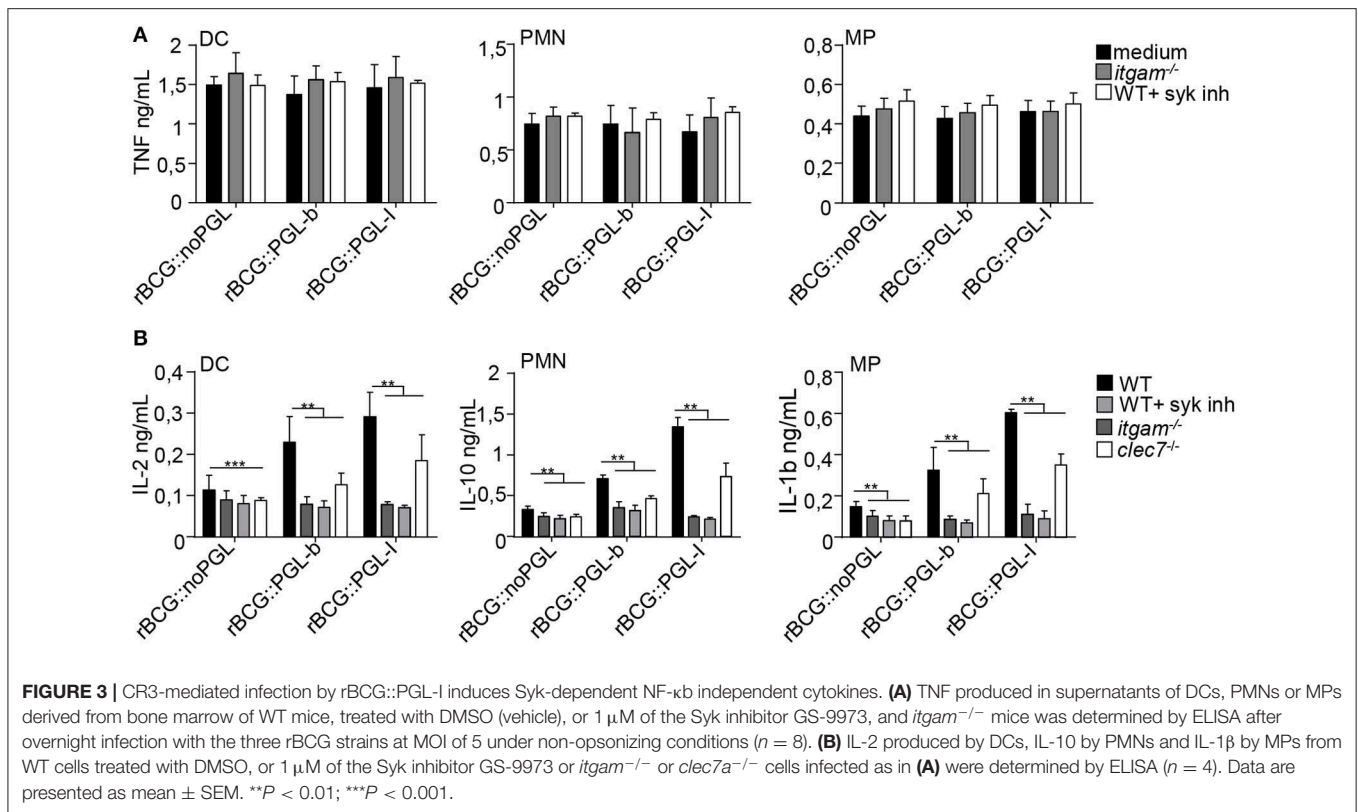 A
DC
PMN
MP
TNF ng/mL
2
1,5
1
0,5
0
1,5
1
0,5
0
0,8
0,6
0,4
0,2
0
medium
itgam-/-
WT+ syk inh
rBCG::noPGL
rBCG::PGL-b
rBCG::PGL-I
rBCG::noPGL
rBCG::PGL-b
rBCG::PGL-I
rBCG::noPGL
rBCG::PGL-b
rBCG::PGL-I
B
DC
PMN
MP
IL-2 ng/mL
0,4
0,3
0,2
0,1
0
***
**
**
IL-10 ng/mL
2
1,5
1
0,5
0
**
**
**
IL-1b ng/mL
0,8
0,6
0,4
0,2
0
**
**
**
WT
WT+ syk inh
itgam-/-
clec7-/-
rBCG::noPGL
rBCG::PGL-b
rBCG::PGL-I
rBCG::noPGL
rBCG::PGL-b
rBCG::PGL-I
rBCG::noPGL
rBCG::PGL-b
rBCG::PGL-I
FIGURE 3 | CR3-mediated infection by rBCG::PGL-I induces Syk-dependent NF-κb independent cytokines. (A) TNF produced in supernatants of DCs, PMNs or MPs
derived from bone marrow of WT mice, treated with DMSO (vehicle), or 1 μM of the Syk inhibitor GS-9973, and itgam−/− mice was determined by ELISA after
overnight infection with the three rBCG strains at MOI of 5 under non-opsonizing conditions (n = 8). (B) IL-2 produced by DCs, IL-10 by PMNs and IL-1β by MPs from
WT cells treated with DMSO, or 1 μM of the Syk inhibitor GS-9973 or itgam−/− or clec7a−/− cells infected as in (A) were determined by ELISA (n = 4). Data are
presented as mean ± SEM. **P < 0.01; ***P < 0.001.